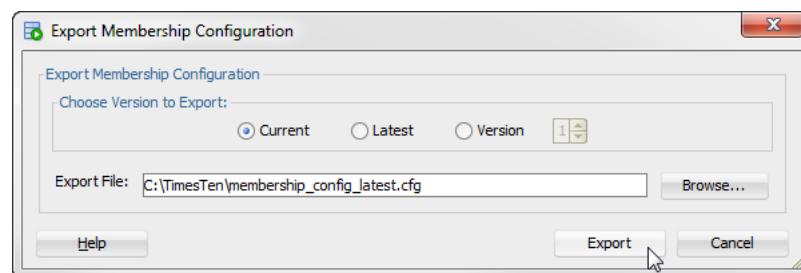 Export Membership Configuration
Export Membership Configuration
Choose Version to Export:
Current Latest Version 1
Export File: C:\TimesTen\membership_config_latest.cfg Browse...
Help Export Cancel